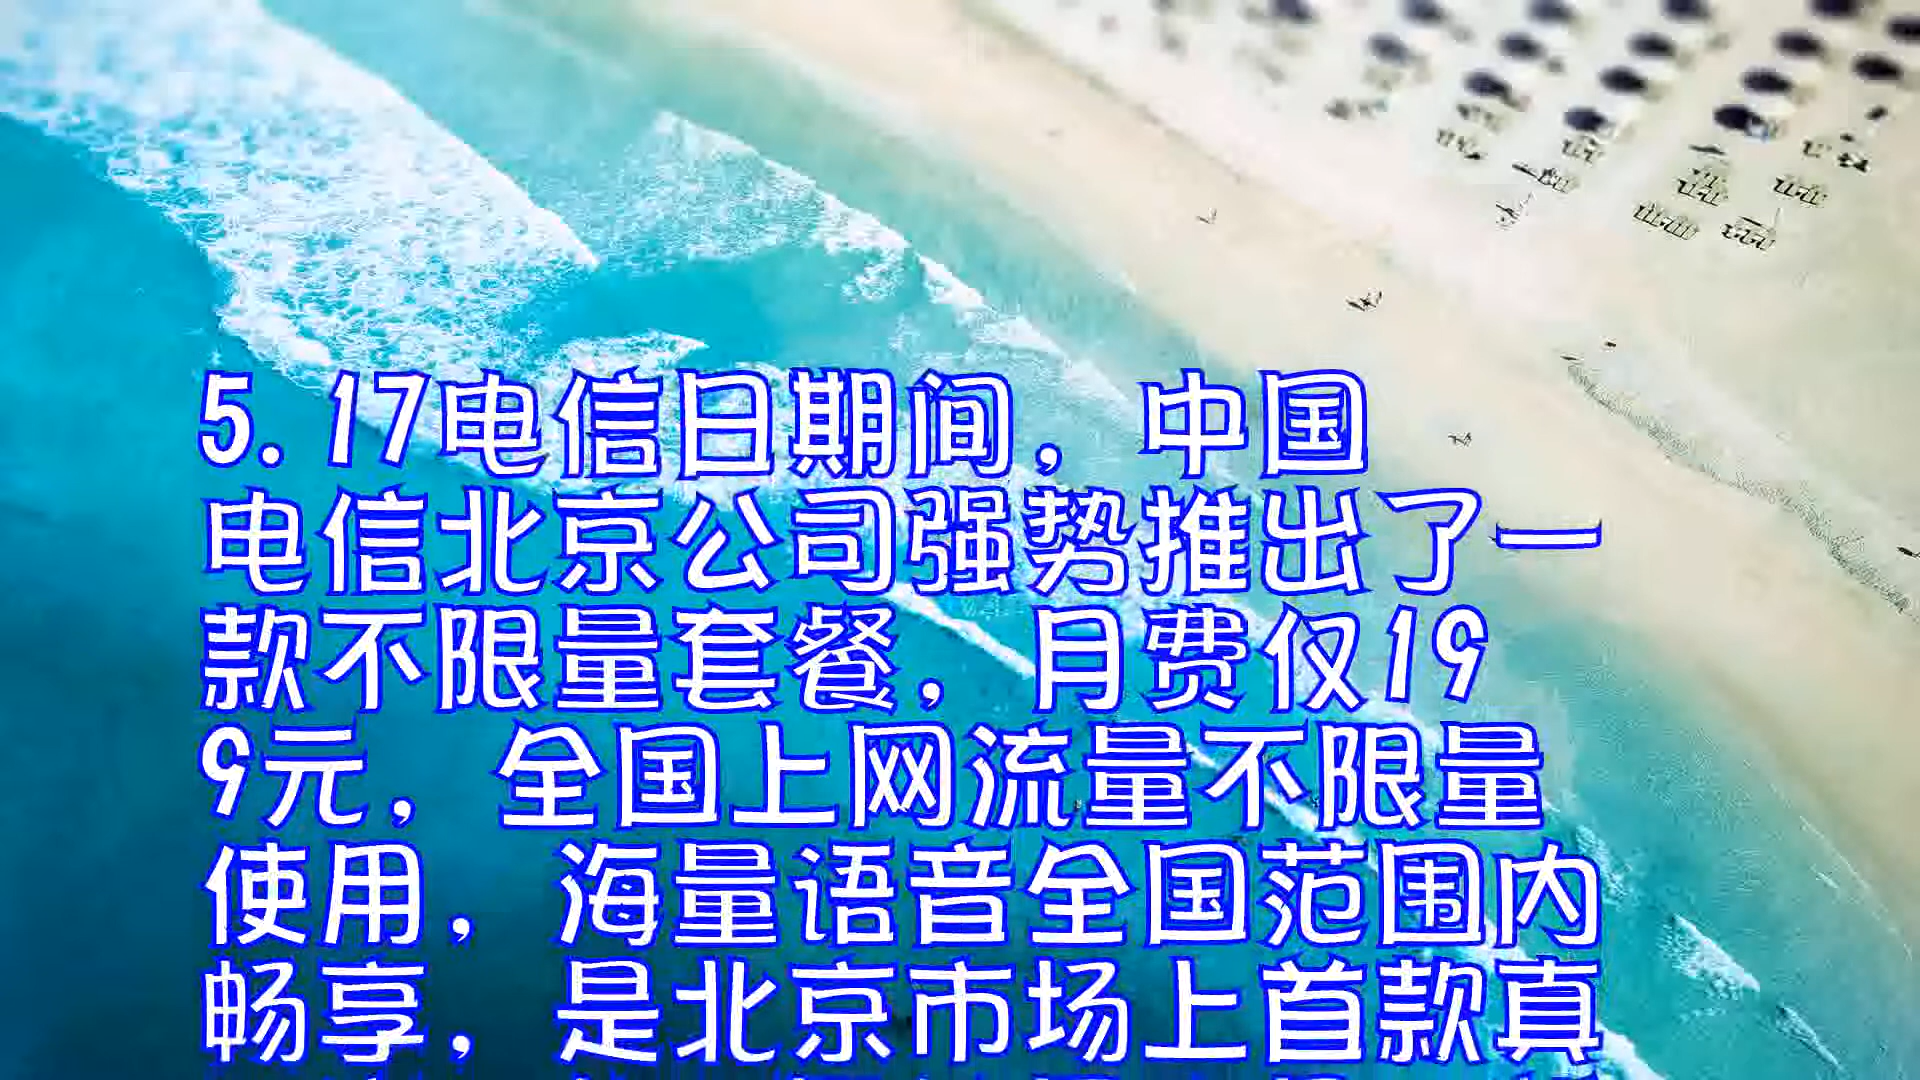 5.17电信日期间，中国
电信北京公司强势推出了一
款不限量套餐，月费仅19
9元，全国上网流量不限量
使用，海量语音全国范围内
畅享，是北京市场上首款真